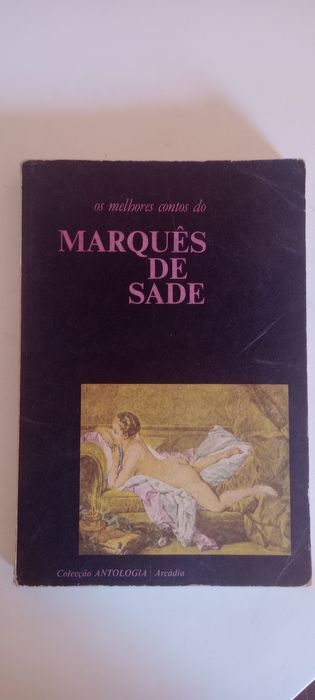 os melhores contos do
MARQUÊS
DE
SADE
Colecção ANTOLOGIA | Arcádia